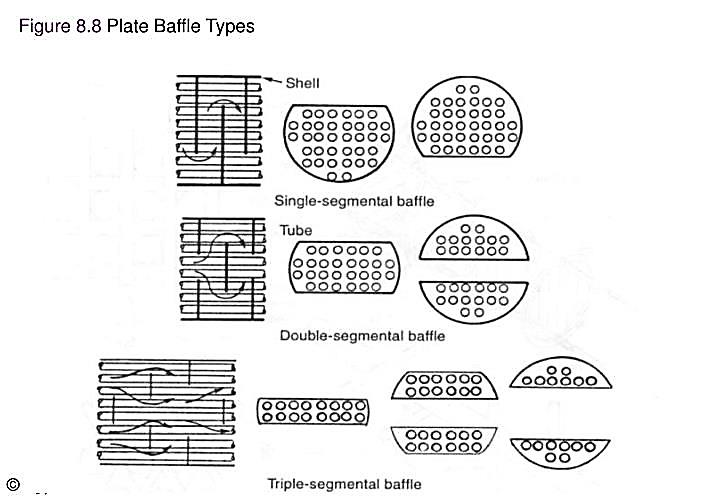 Figure 8.8 Plate Baffle Types
Shell
Single-segmental baffle
Tube
Double-segmental baffle
Triple-segmental baffle
©